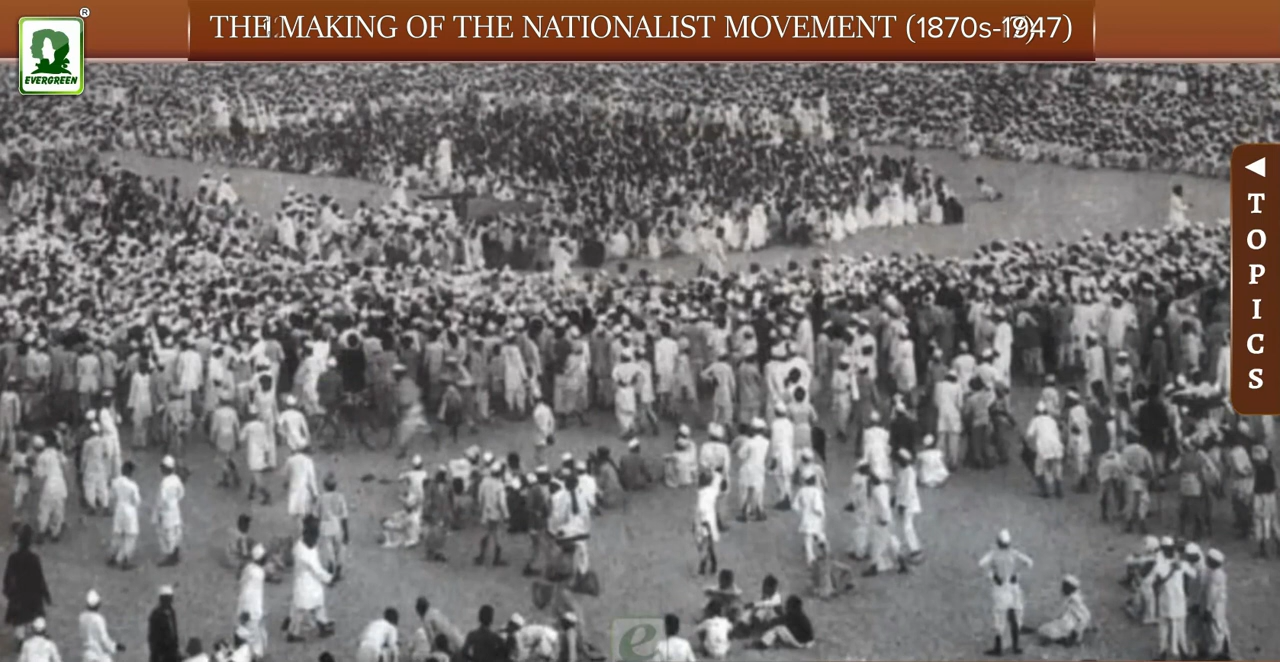 THE MAKING OF THE NATIONALIST MOVEMENT (1870s-1947)
®
EVERGREEN
TOPICS
e